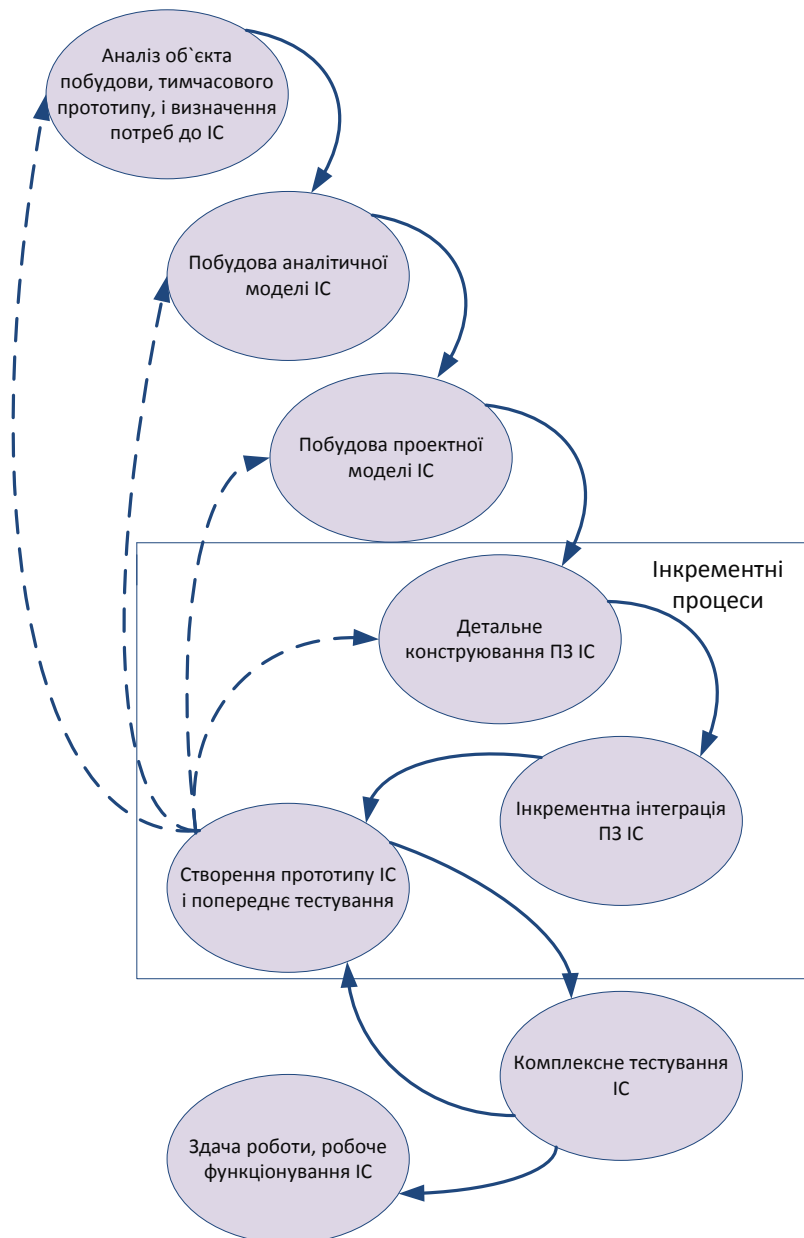 Аналіз об`єкта
побудови, тимчасового
прототипу, і визначення
потреб до ІС
Побудова аналітичної
моделі ІС
Побудова проектної
моделі ІС
Інкрементні
процеси
Детальне
конструювання ПЗ ІС
Інкрементна інтеграція
ПЗ ІС
Створення прототипу ІС
і попереднє тестування
Комплексне тестування
ІС
Здача роботи, робоче
функціонування ІС